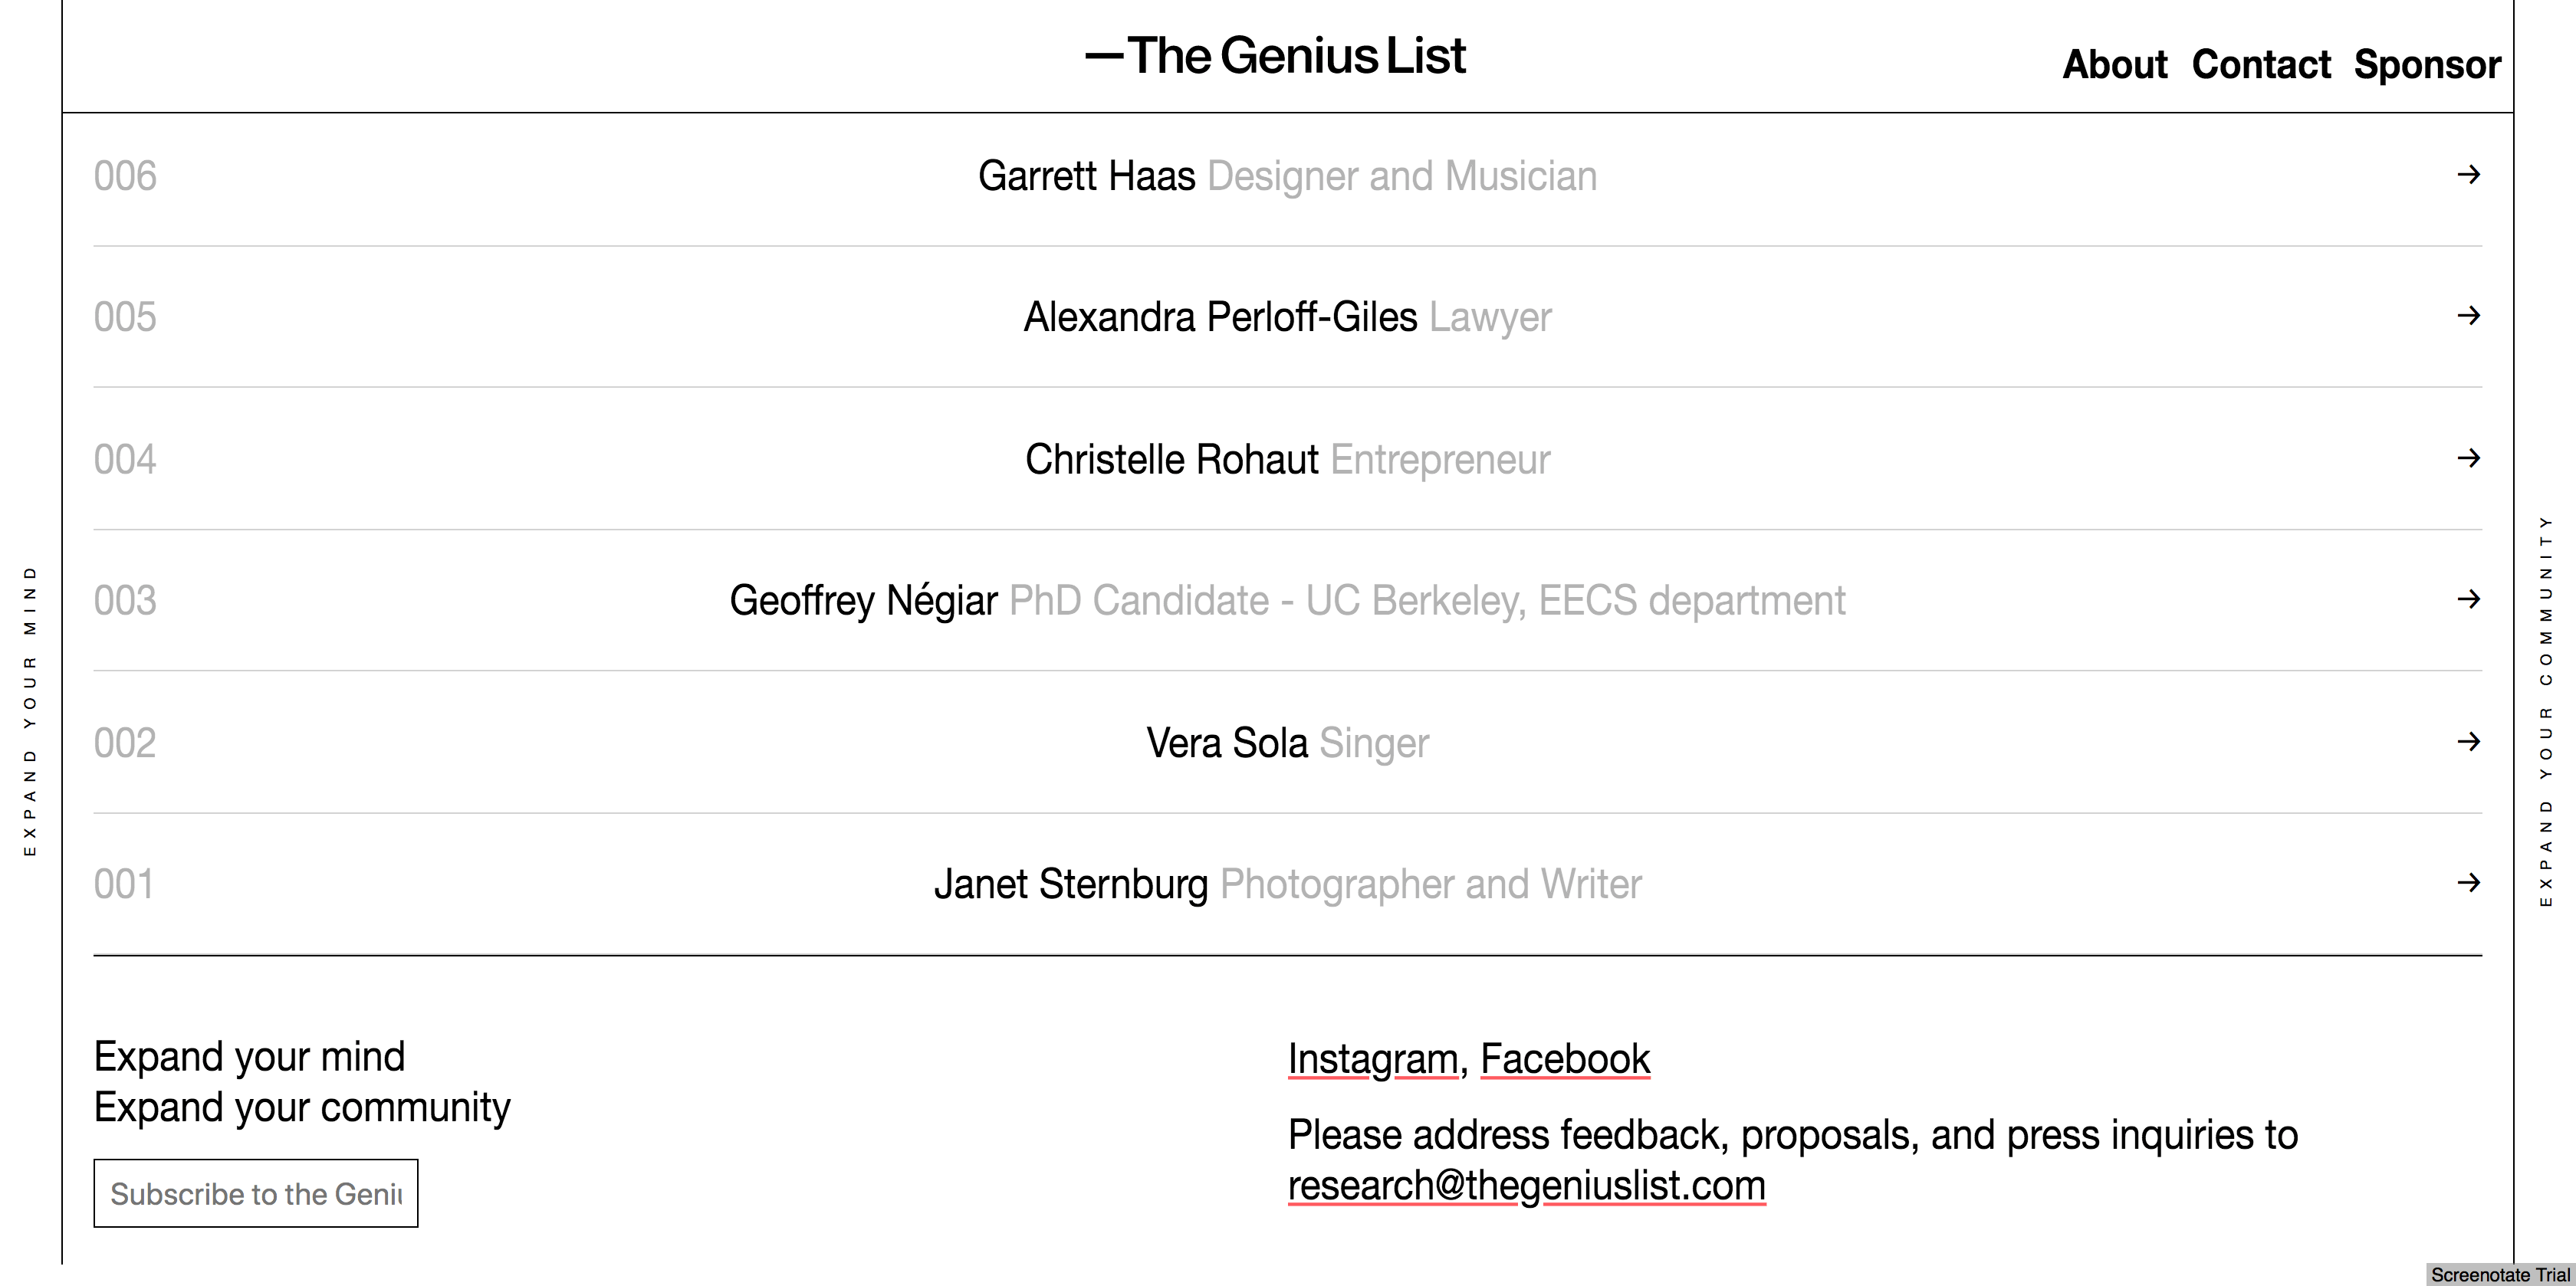 —The Genius List
About Contact Sponsor
006 Garrett Haas Designer and Musician →
005 Alexandra Perloff-Giles Lawyer →
004 Christelle Rohaut Entrepreneur →
003 Geoffrey Négiar PhD Candidate - UC Berkeley, EECS department →
002 Vera Sola Singer →
001 Janet Sternburg Photographer and Writer →
EXPAND YOUR MIND
EXPAND YOUR COMMUNITY
Expand your mind
Expand your community
Subscribe to the Geni
Instagram, Facebook
Please address feedback, proposals, and press inquiries to
research@thegeniuslist.com
Screenotate Trial